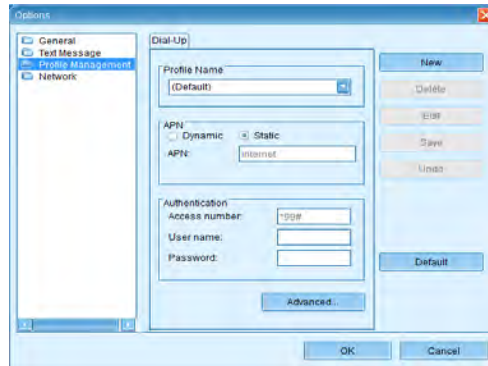 Options
General
Text Message
Profile Management
Network
Dial-Up
Profile Name
(Default)
APN
Dynamic
Static
APN:
internet
Authentication
Access number:
*99#
User name:
Password:
Advanced...
New
Delete
Edit
Save
Undo
Default
OK
Cancel